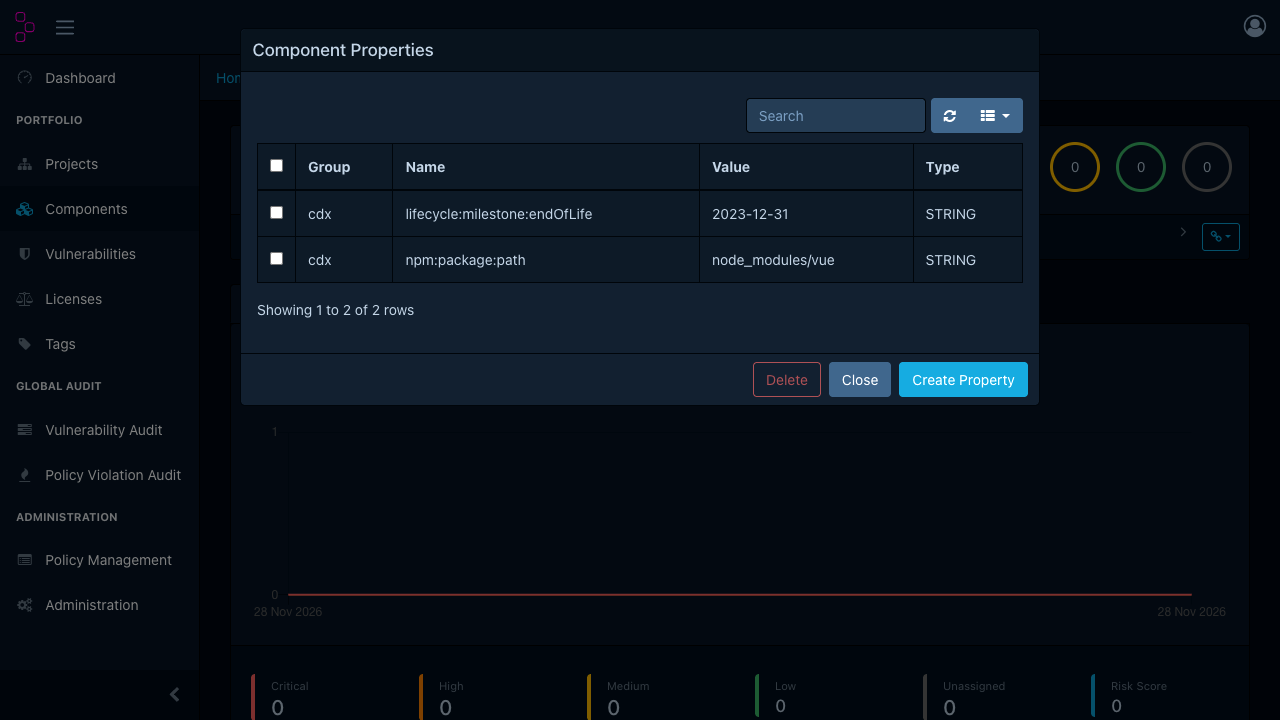 Component Properties
Dashboard
Hor
PORTFOLIO
Search
Group Name Value Type
Projects
0 0 0
Components
cdx lifecycle:milestone:endOfLife 2023-12-31 STRING
Vulnerabilities
cdx npm:package:path node_modules/vue STRING
Licenses
Showing 1 to 2 of 2 rows
Tags
GLOBAL AUDIT
Delete Close Create Property
Vulnerability Audit
1
Policy Violation Audit
ADMINISTRATION
Policy Management
0
Administration
28 Nov 2026 28 Nov 2026
Critical High Medium Low Unassigned Risk Score
0 0 0 0 0 0